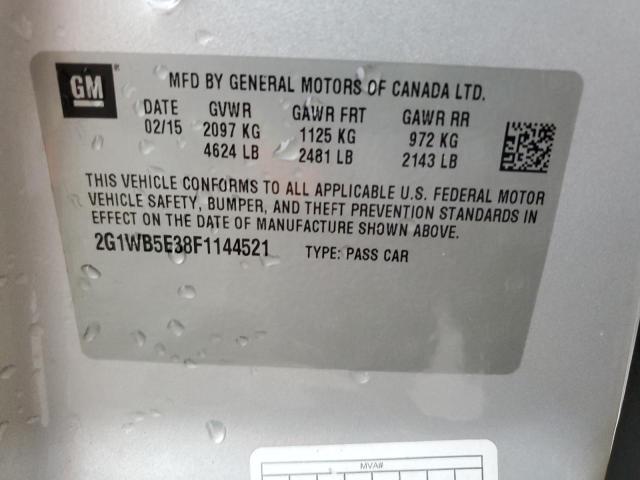 GM
MFD BY GENERAL MOTORS OF CANADA LTD.
DATE GVWR GAWR FRT GAWR RR
02/15 2097 KG 1125 KG 972 KG
4624 LB 2481 LB 2143 LB
THIS VEHICLE CONFORMS TO ALL APPLICABLE U.S. FEDERAL MOTOR
VEHICLE SAFETY, BUMPER, AND THEFT PREVENTION STANDARDS IN
EFFECT ON THE DATE OF MANUFACTURE SHOWN ABOVE.
2G1WB5E38F1144521 TYPE: PASS CAR
MVA#